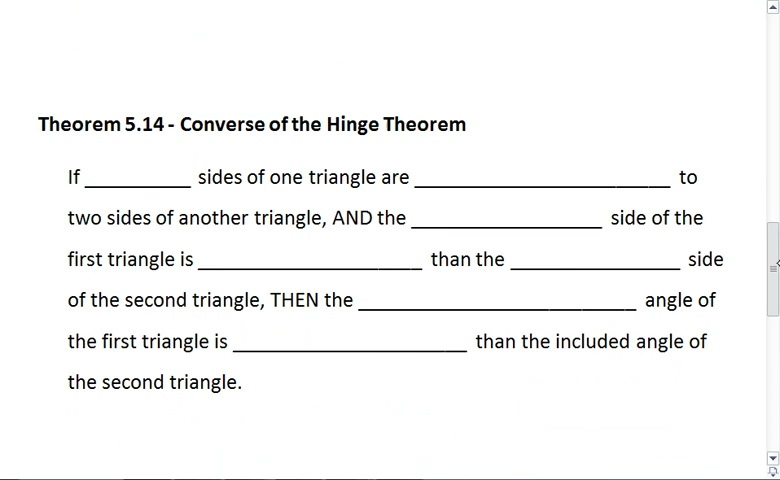 Theorem 5.14 - Converse of the Hinge Theorem
If __________ sides of one triangle are ________________________ to
two sides of another triangle, AND the __________________ side of the
first triangle is _____________________ than the ________________ side
of the second triangle, THEN the __________________________ angle of
the first triangle is ______________________ than the included angle of
the second triangle.